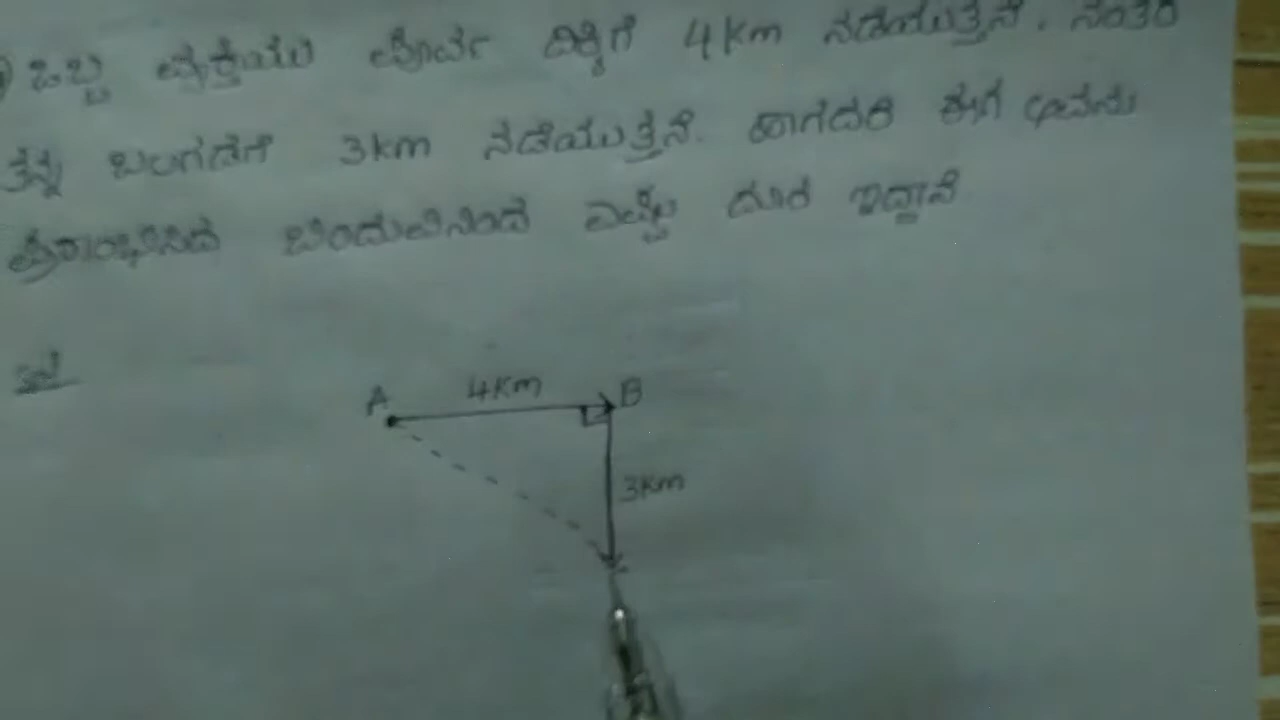 ಒಬ್ಬ ವ್ಯಕ್ತಿಯು ಪೂರ್ವ ದಿಕ್ಕಿಗೆ 4km ನಡೆಯುತ್ತಾನೆ. ನಂತರ
ತನ್ನ ಬಲಗಡೆಗೆ 3km ನಡೆಯುತ್ತಾನೆ. ಹಾಗಾದರೆ ಈಗ ಅವನು
ಪ್ರಾರಂಭಿಸಿದ ಬಿಂದುವಿನಿಂದ ಎಷ್ಟು ದೂರ ಇದ್ದಾನೆ
A 4Km B
3Km